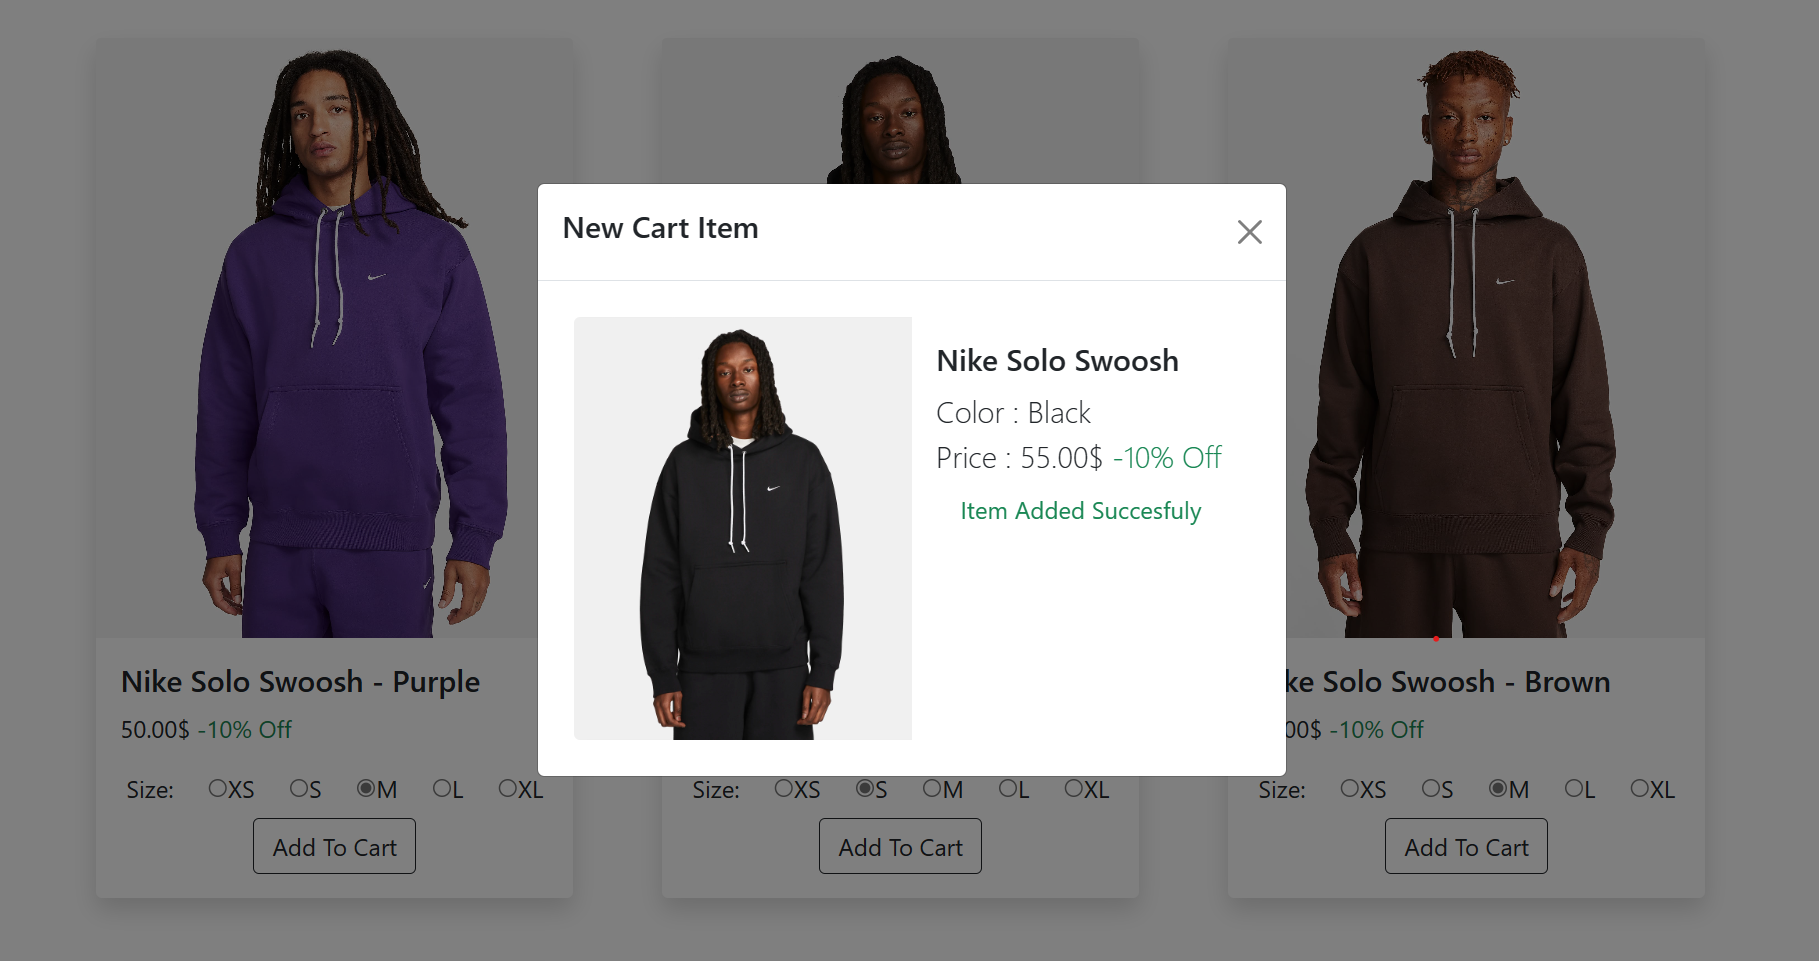 New Cart Item
Nike Solo Swoosh
Color : Black
Price : 55.00$ -10% Off
Item Added Succesfuly
Nike Solo Swoosh - Purple
50.00$ -10% Off
Size: XS S M L XL
Add To Cart
Size: XS S M L XL
Add To Cart
ke Solo Swoosh - Brown
00$ -10% Off
Size: XS S M L XL
Add To Cart